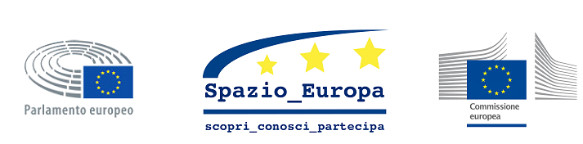 Parlamento europeo
Spazio_Europa
scopri_conosci_partecipa
Commissione
europea